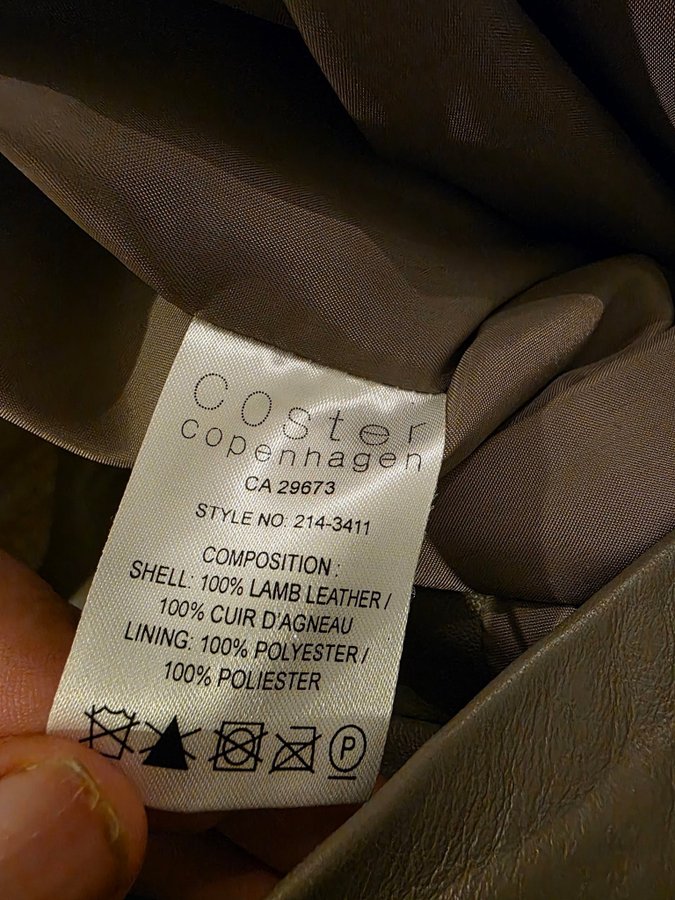 coster
copenhagen
CA 29673
STYLE NO: 214-3411
COMPOSITION :
SHELL: 100% LAMB LEATHER /
100% CUIR D'AGNEAU
LINING: 100% POLYESTER /
100% POLIESTER
P